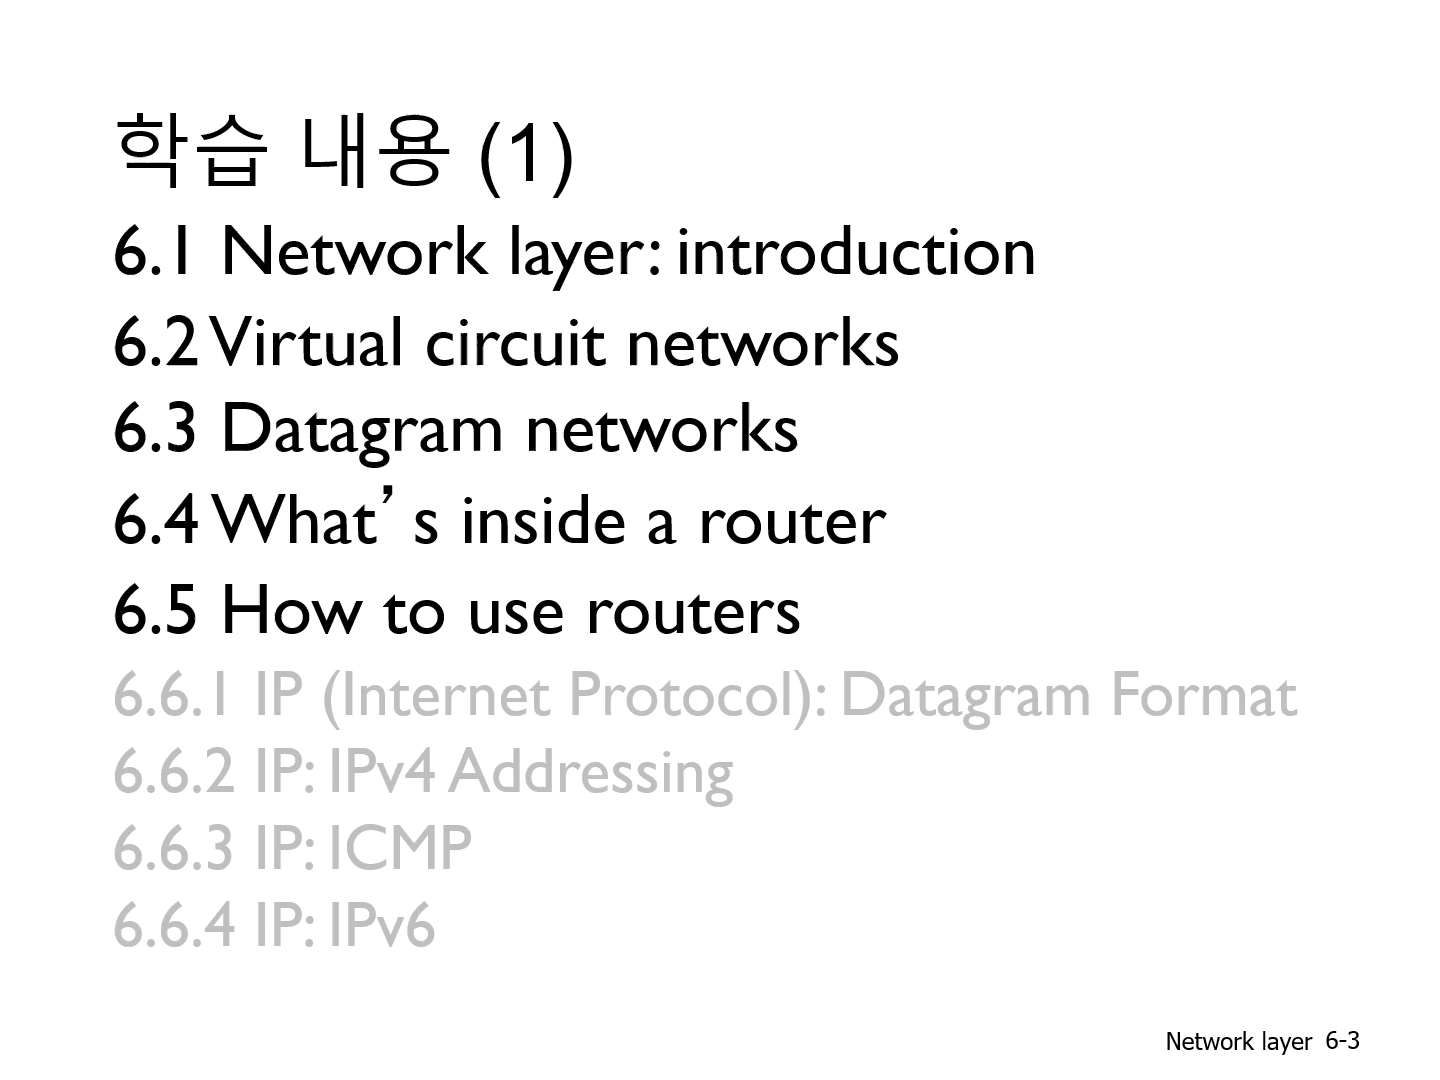 학습 내용 (1)
6.1 Network layer: introduction
6.2 Virtual circuit networks
6.3 Datagram networks
6.4 What’s inside a router
6.5 How to use routers
6.6.1 IP (Internet Protocol): Datagram Format
6.6.2 IP: IPv4 Addressing
6.6.3 IP: ICMP
6.6.4 IP: IPv6
Network layer 6-3